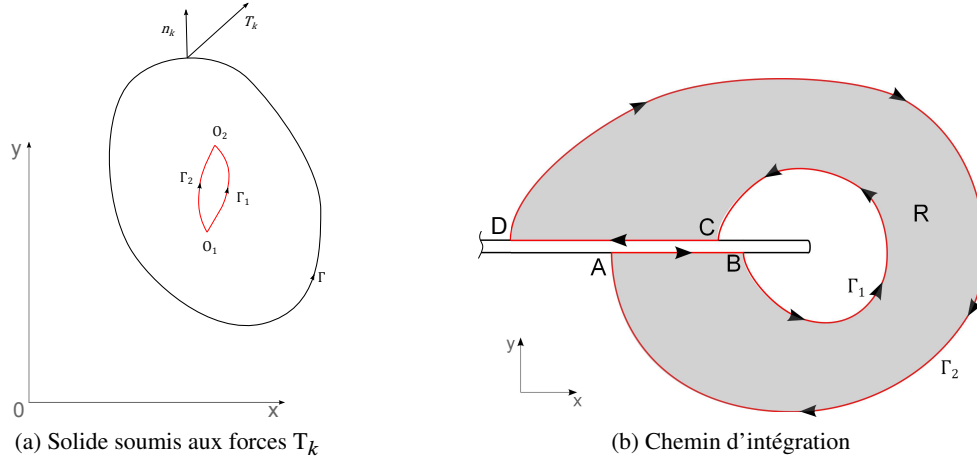 n_k
T_k
O_2
Γ_2
Γ_1
O_1
Γ
y
0
x
(a) Solide soumis aux forces T_k
D
C
R
A
B
Γ_1
Γ_2
y
x
(b) Chemin d'intégration